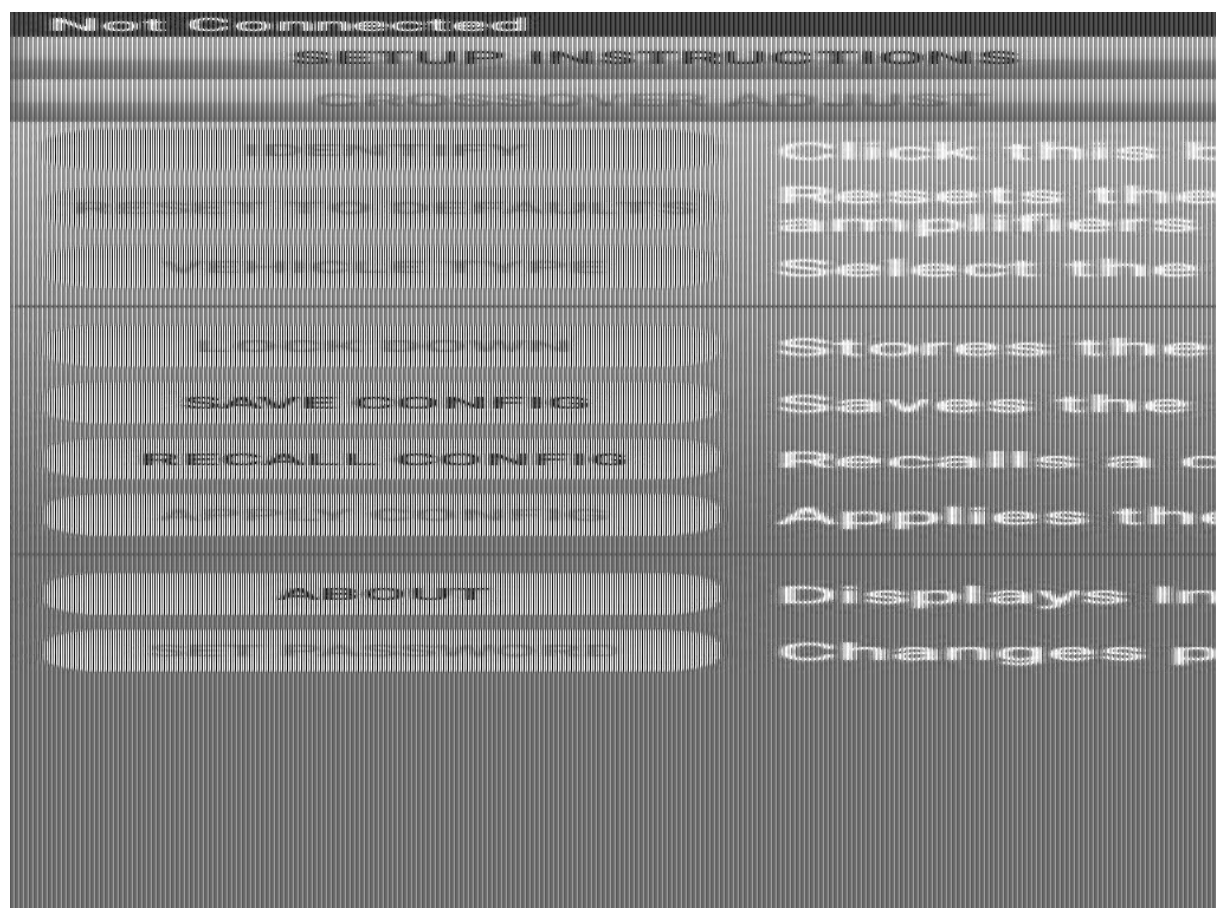 Not Connected
SETUP INSTRUCTIONS
CROSSOVER ADJUST
IDENTIFY
Click this
RESET TO DEFAULTS
Resets the
amplifiers
VEHICLE TYPE
Select the
LOCK DOWN
Stores the
SAVE CONFIG
Saves the
RECALL CONFIG
Recalls a
APPLY CONFIG
Applies the
ABOUT
Displays In
SET PASSWORD
Changes p